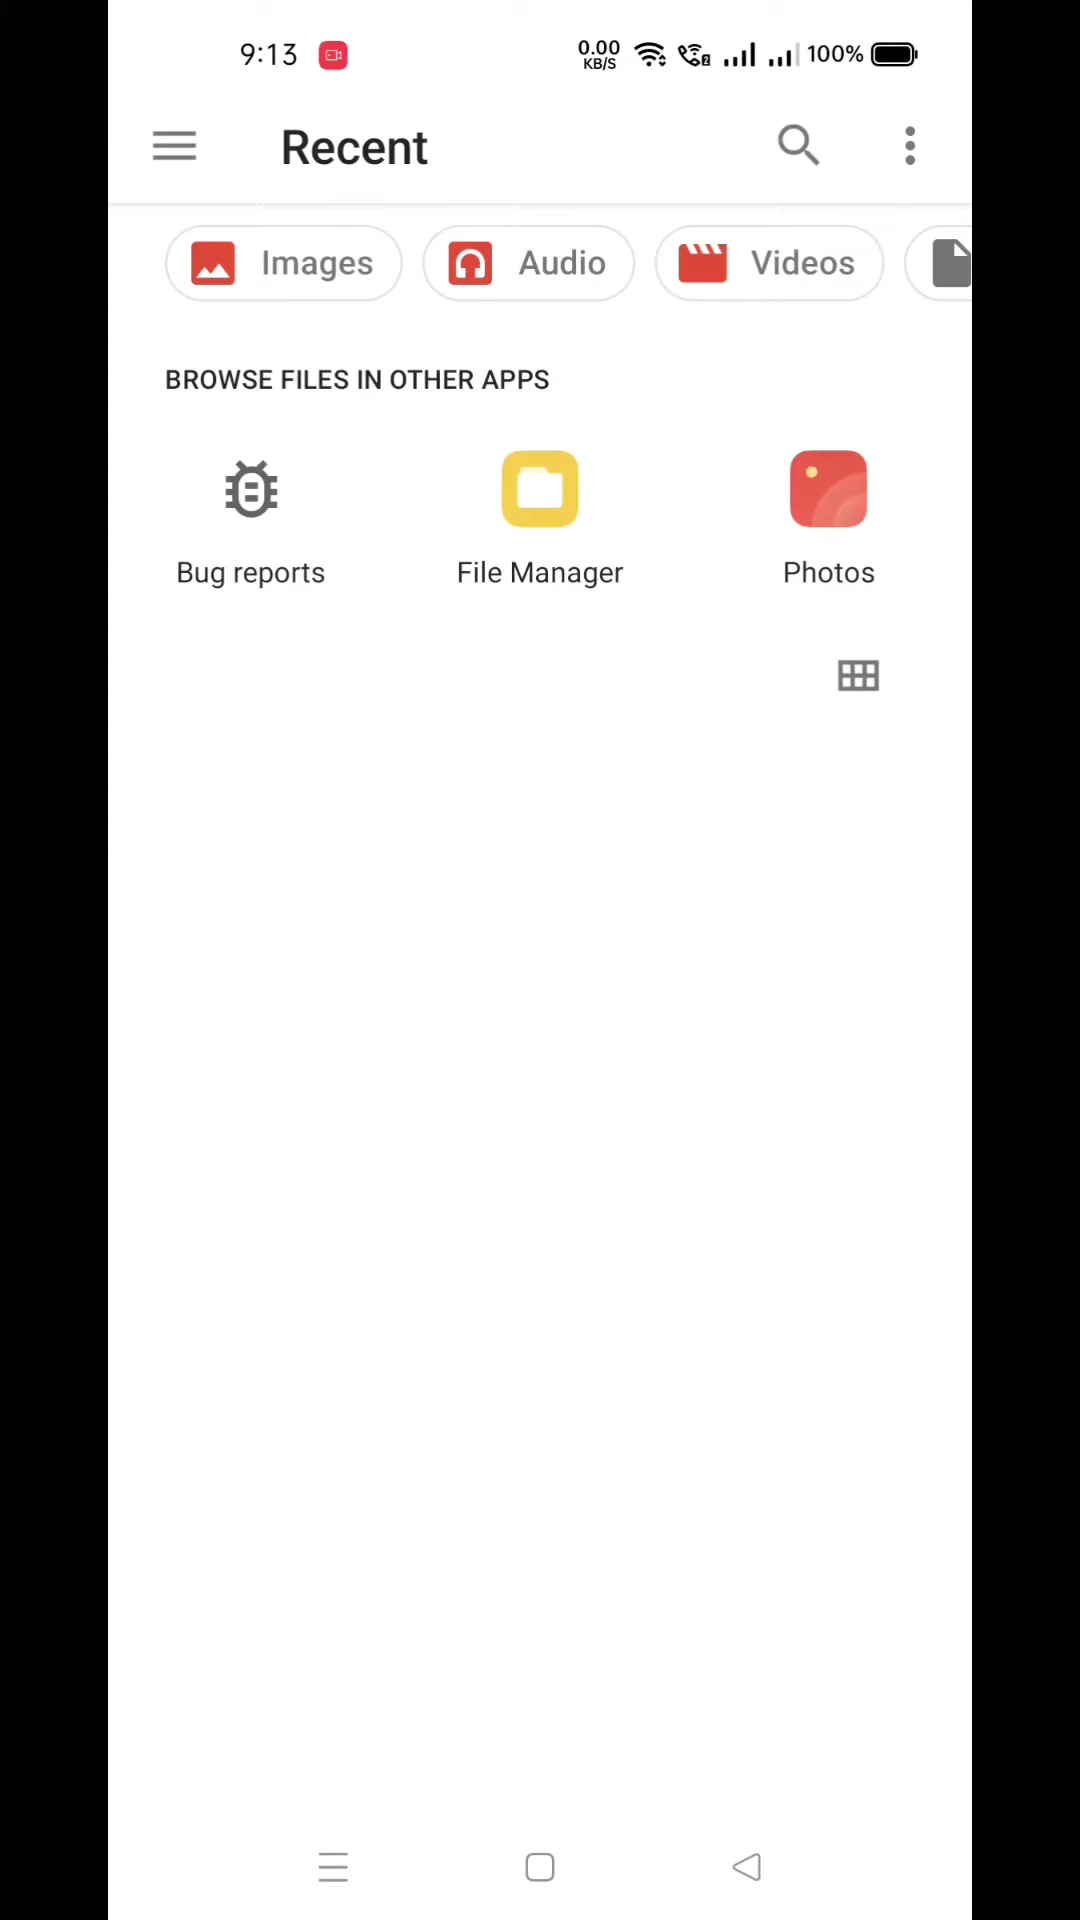 9:13 0.00 KB/S 100%
Recent
Images Audio Videos
BROWSE FILES IN OTHER APPS
Bug reports File Manager Photos